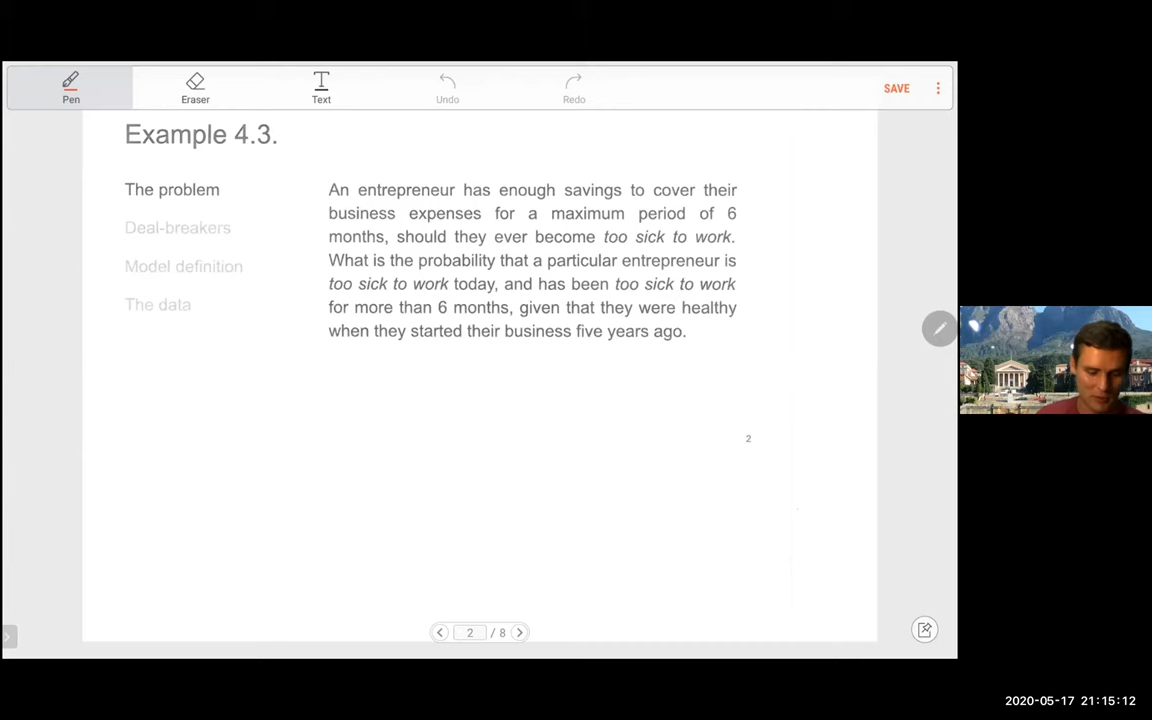 Pen
Eraser
Text
Undo
Redo
SAVE
Example 4.3.
The problem
Deal-breakers
Model definition
The data
An entrepreneur has enough savings to cover their
business expenses for a maximum period of 6
months, should they ever become too sick to work.
What is the probability that a particular entrepreneur is
too sick to work today, and has been too sick to work
for more than 6 months, given that they were healthy
when they started their business five years ago.
2
2 / 8
2020-05-17 21:15:12